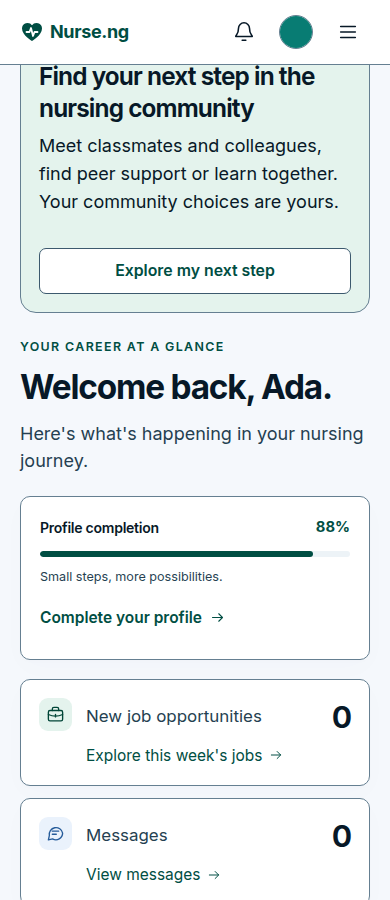 Nurse.ng
Find your next step in the
nursing community
Meet classmates and colleagues,
find peer support or learn together.
Your community choices are yours.
Explore my next step
YOUR CAREER AT A GLANCE
Welcome back, Ada.
Here's what's happening in your nursing
journey.
Profile completion 88%
Small steps, more possibilities.
Complete your profile →
New job opportunities 0
Explore this week's jobs →
Messages 0
View messages →